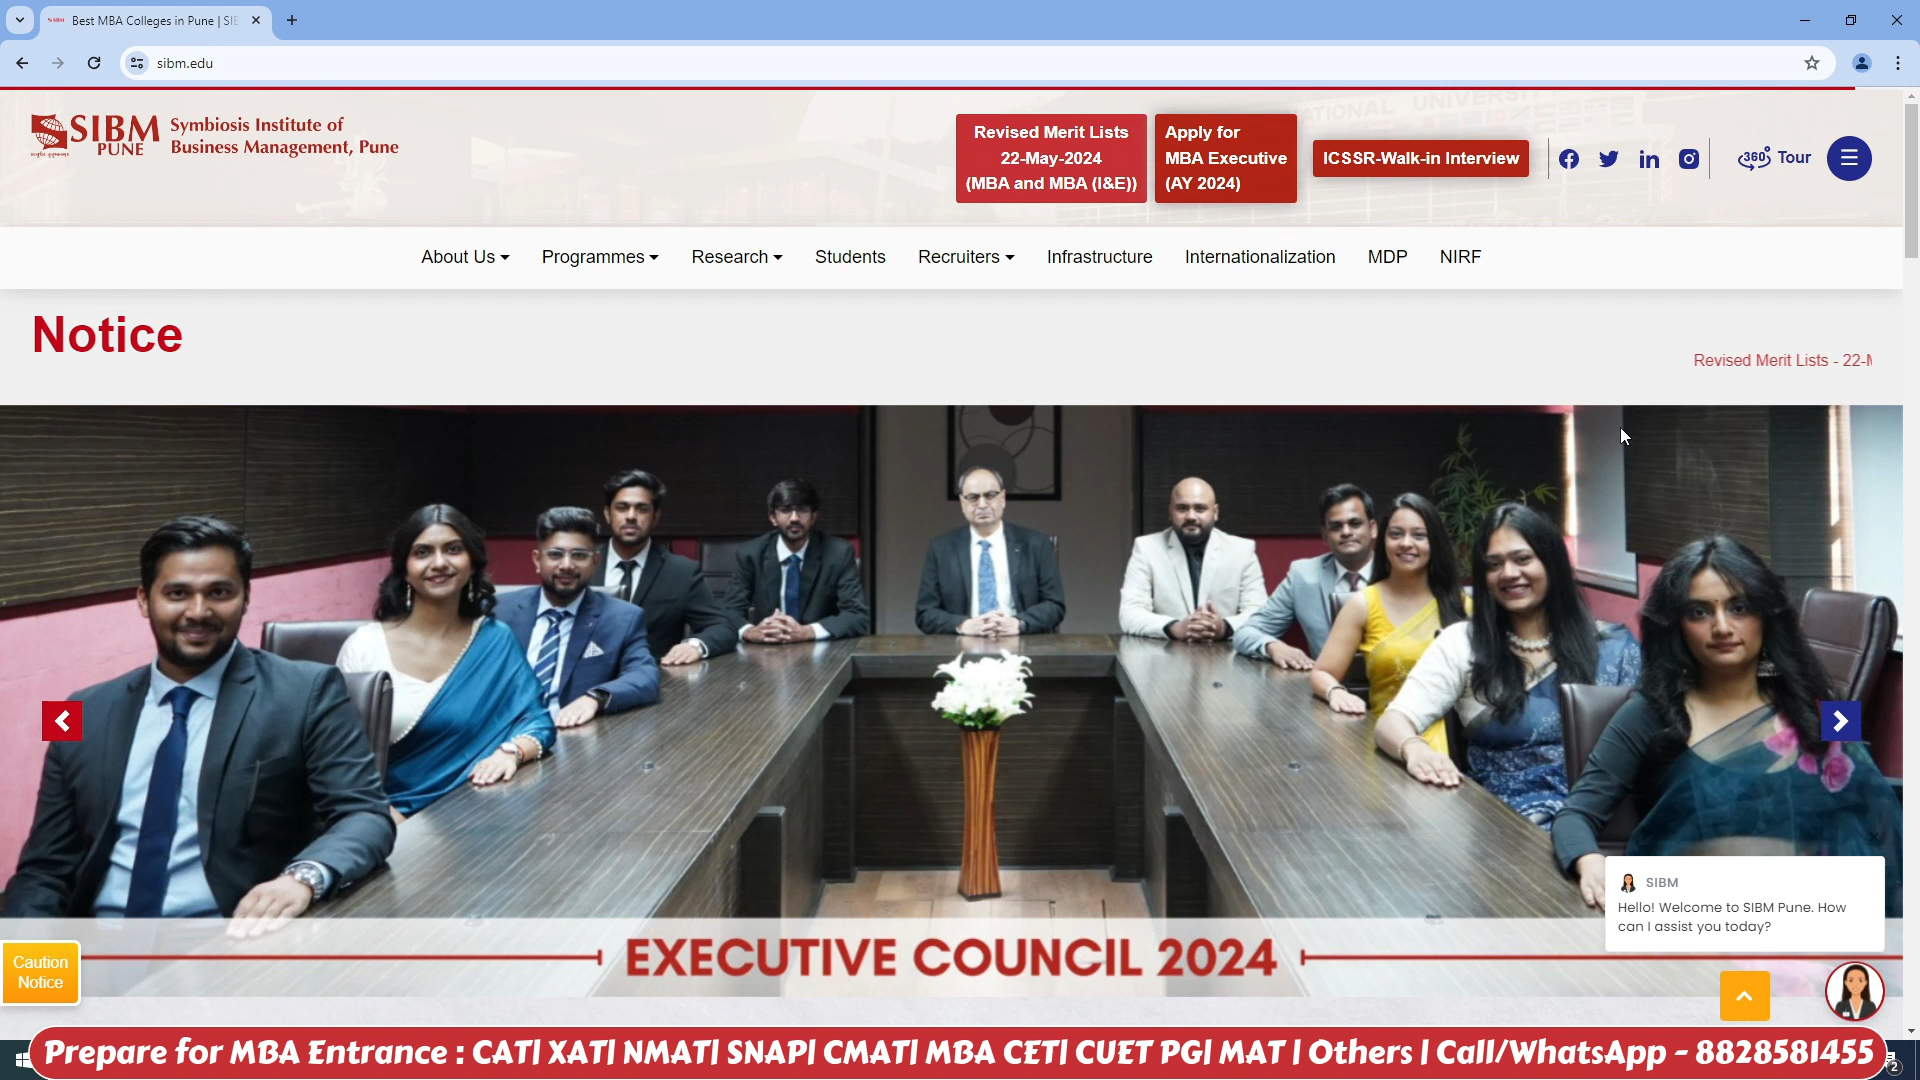 Best MBA Colleges in Pune | SIB
sibm.edu
SIBM
PUNE
Symbiosis Institute of
Business Management, Pune
Revised Merit Lists
22-May-2024
(MBA and MBA (I&E))
Apply for
MBA Executive
(AY 2024)
ICSSR-Walk-in Interview
360° Tour
About Us
Programmes
Research
Students
Recruiters
Infrastructure
Internationalization
MDP
NIRF
Notice
Revised Merit Lists - 22-M
EXECUTIVE COUNCIL 2024
SIBM
Hello! Welcome to SIBM Pune. How
can I assist you today?
Caution
Notice
Prepare for MBA Entrance : CAT| XAT| NMAT| SNAP| CMAT| MBA CET| CUET PG| MAT | Others | Call/WhatsApp - 8828581455
2